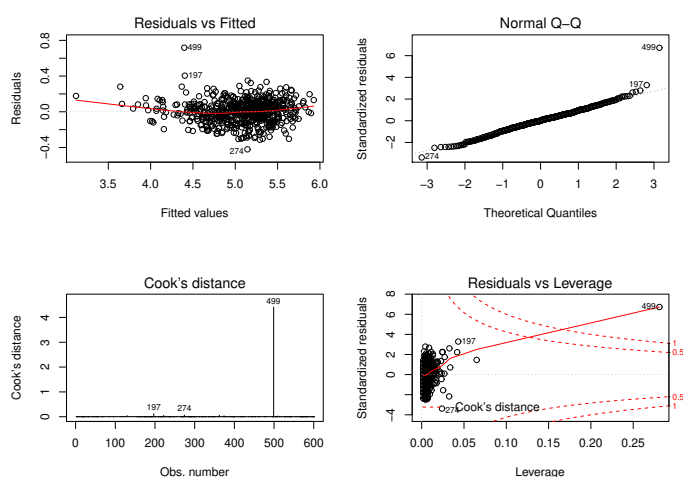 Residuals vs Fitted
Residuals
−0.4 0.0 0.4 0.8
499
197
274
3.5 4.0 4.5 5.0 5.5 6.0
Fitted values
Normal Q−Q
Standardized residuals
−2 0 2 4 6
499
197
274
−3 −2 −1 0 1 2 3
Theoretical Quantiles
Cook's distance
Cook's distance
0 1 2 3 4
499
197 274
0 100 200 300 400 500 600
Obs. number
Residuals vs Leverage
Standardized residuals
−4 0 2 4 6 8
499
197
274
Cook's distance
1
0.5
0.5
1
0.00 0.05 0.10 0.15 0.20 0.25
Leverage